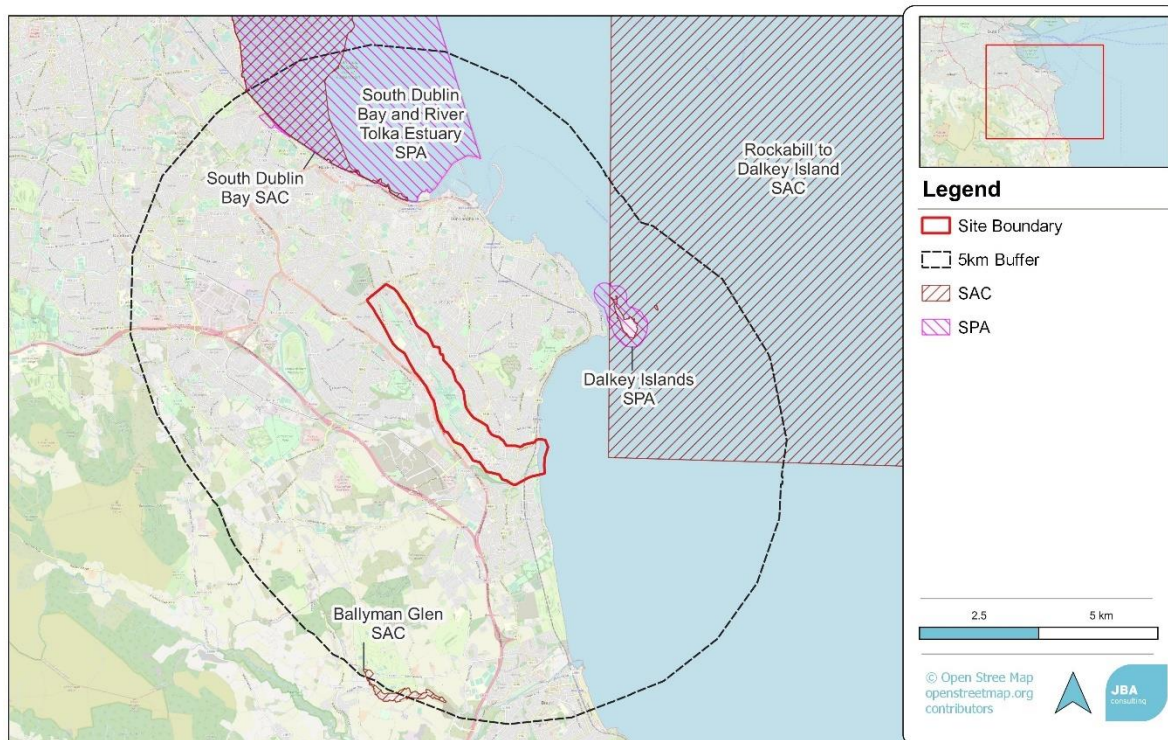 South Dublin
Bay and River
Tolka Estuary
SPA
South Dublin
Bay SAC
Rockabill to
Dalkey Island
SAC
Dalkey Islands
SPA
Ballyman Glen
SAC
Legend
Site Boundary
5km Buffer
SAC
SPA
2.5
5 km
© Open Stree Map
openstreetmap.org
contributors
JBA
consulting